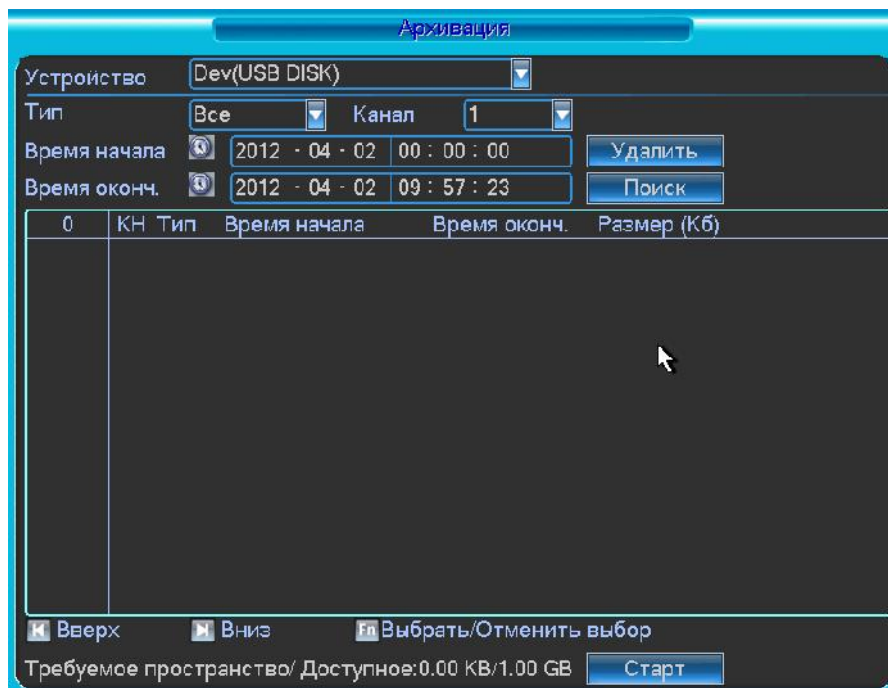 Архивация
Устройство Dev(USB DISK)
Тип Все Канал 1
Время начала 2012 - 04 - 02 00 : 00 : 00 Удалить
Время оконч. 2012 - 04 - 02 09 : 57 : 23 Поиск
0 КН Тип Время начала Время оконч. Размер (Кб)
Вверх Вниз Fn Выбрать/Отменить выбор
Требуемое пространство/ Доступное:0.00 KB/1.00 GB Старт